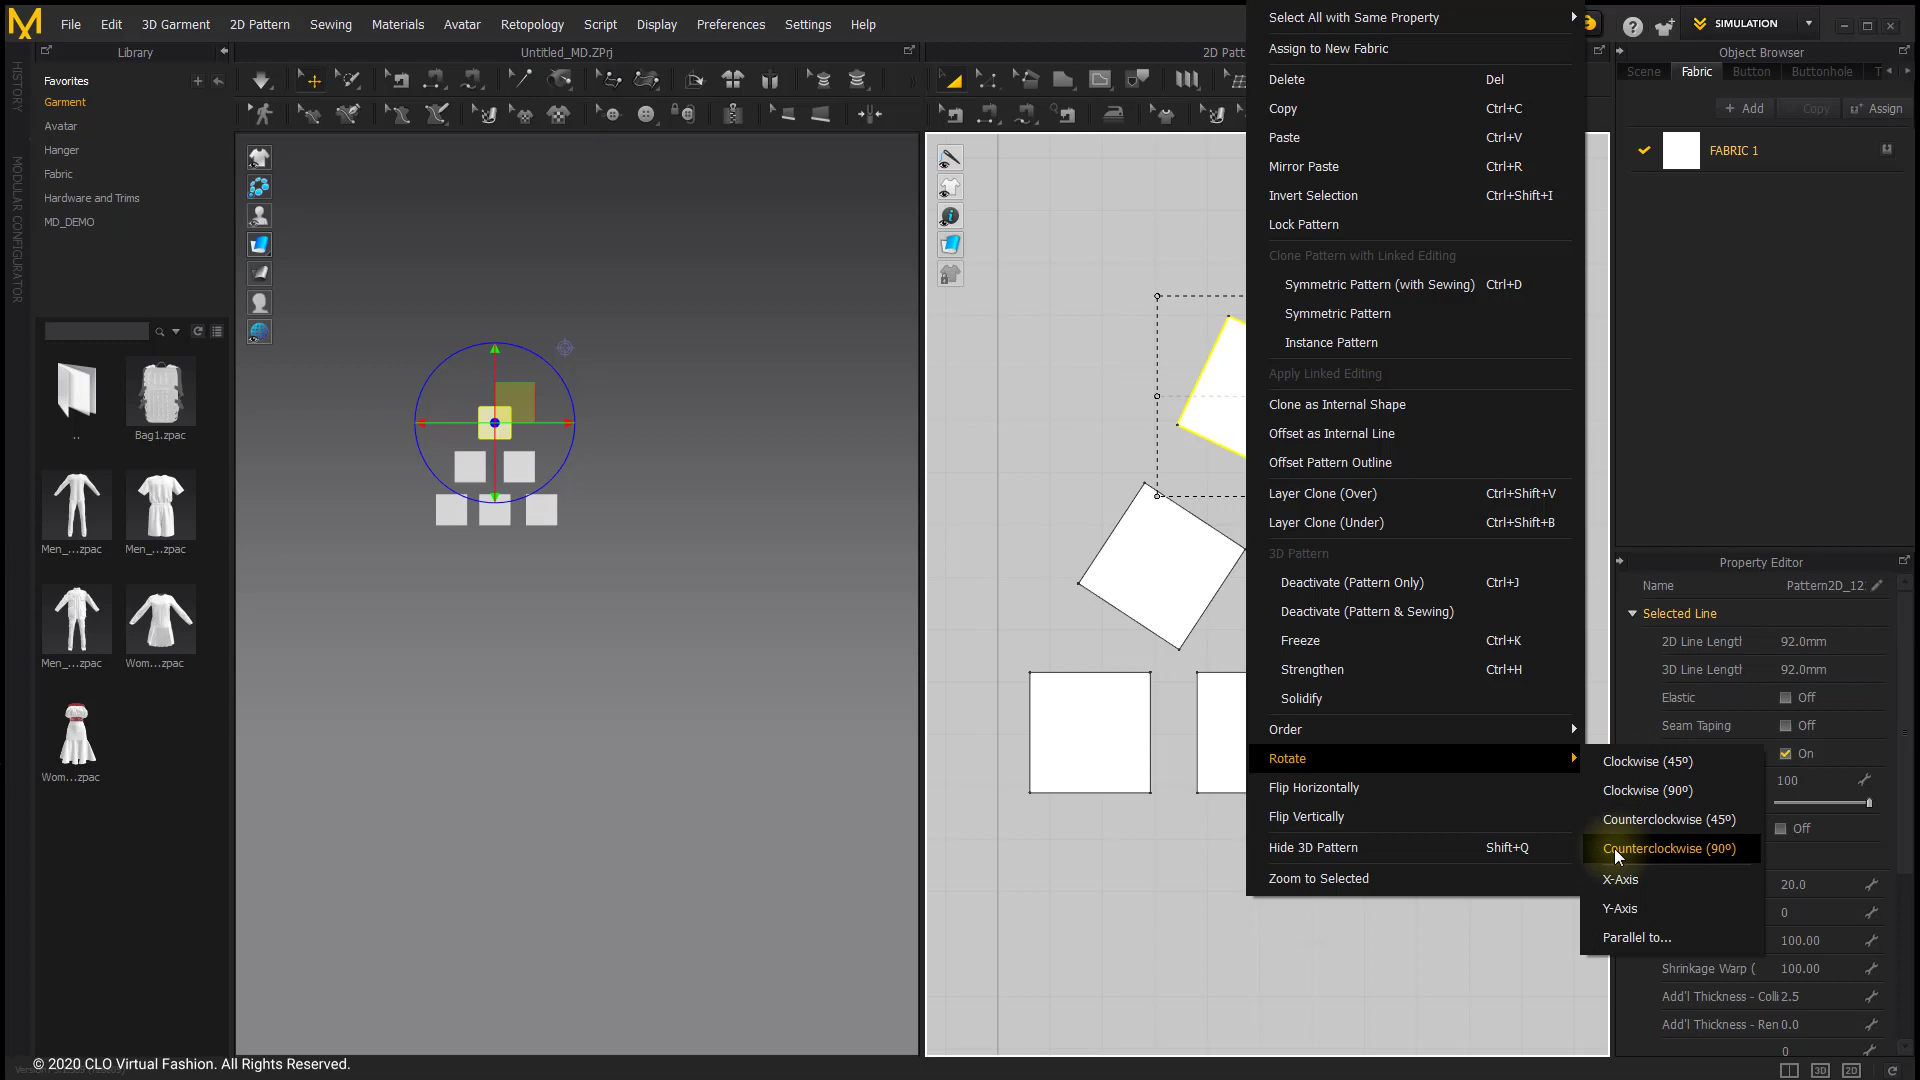 File Edit 3D Garment 2D Pattern Sewing Materials Avatar Retopology Script Display Preferences Settings Help
SIMULATION
Library
Untitled_MD.ZPrj
2D Patt
Object Browser
HISTORY
MODULAR CONFIGURATOR
Favorites
Garment
Avatar
Hanger
Fabric
Hardware and Trims
MD_DEMO
..
Bag1.zpac
Men_...zpac
Men_...zpac
Men_...zpac
Wom...zpac
Wom...zpac
Select All with Same Property
Assign to New Fabric
Delete Del
Copy Ctrl+C
Paste Ctrl+V
Mirror Paste Ctrl+R
Invert Selection Ctrl+Shift+I
Lock Pattern
Clone Pattern with Linked Editing
Symmetric Pattern (with Sewing) Ctrl+D
Symmetric Pattern
Instance Pattern
Apply Linked Editing
Clone as Internal Shape
Offset as Internal Line
Offset Pattern Outline
Layer Clone (Over) Ctrl+Shift+V
Layer Clone (Under) Ctrl+Shift+B
3D Pattern
Deactivate (Pattern Only) Ctrl+J
Deactivate (Pattern & Sewing)
Freeze Ctrl+K
Strengthen Ctrl+H
Solidify
Order
Rotate
Flip Horizontally
Flip Vertically
Hide 3D Pattern Shift+Q
Zoom to Selected
Clockwise (45º)
Clockwise (90º)
Counterclockwise (45º)
Counterclockwise (90º)
X-Axis
Y-Axis
Parallel to...
Scene Fabric Button Buttonhole T
+ Add Copy Assign
FABRIC 1
Property Editor
Name Pattern2D_12
Selected Line
2D Line Length 92.0mm
3D Line Length 92.0mm
Elastic Off
Seam Taping Off
On
100
Off
20.0
0
100.00
Shrinkage Warp ( 100.00
Add'l Thickness - Colli 2.5
Add'l Thickness - Ren 0.0
0
© 2020 CLO Virtual Fashion. All Rights Reserved.
3D 2D